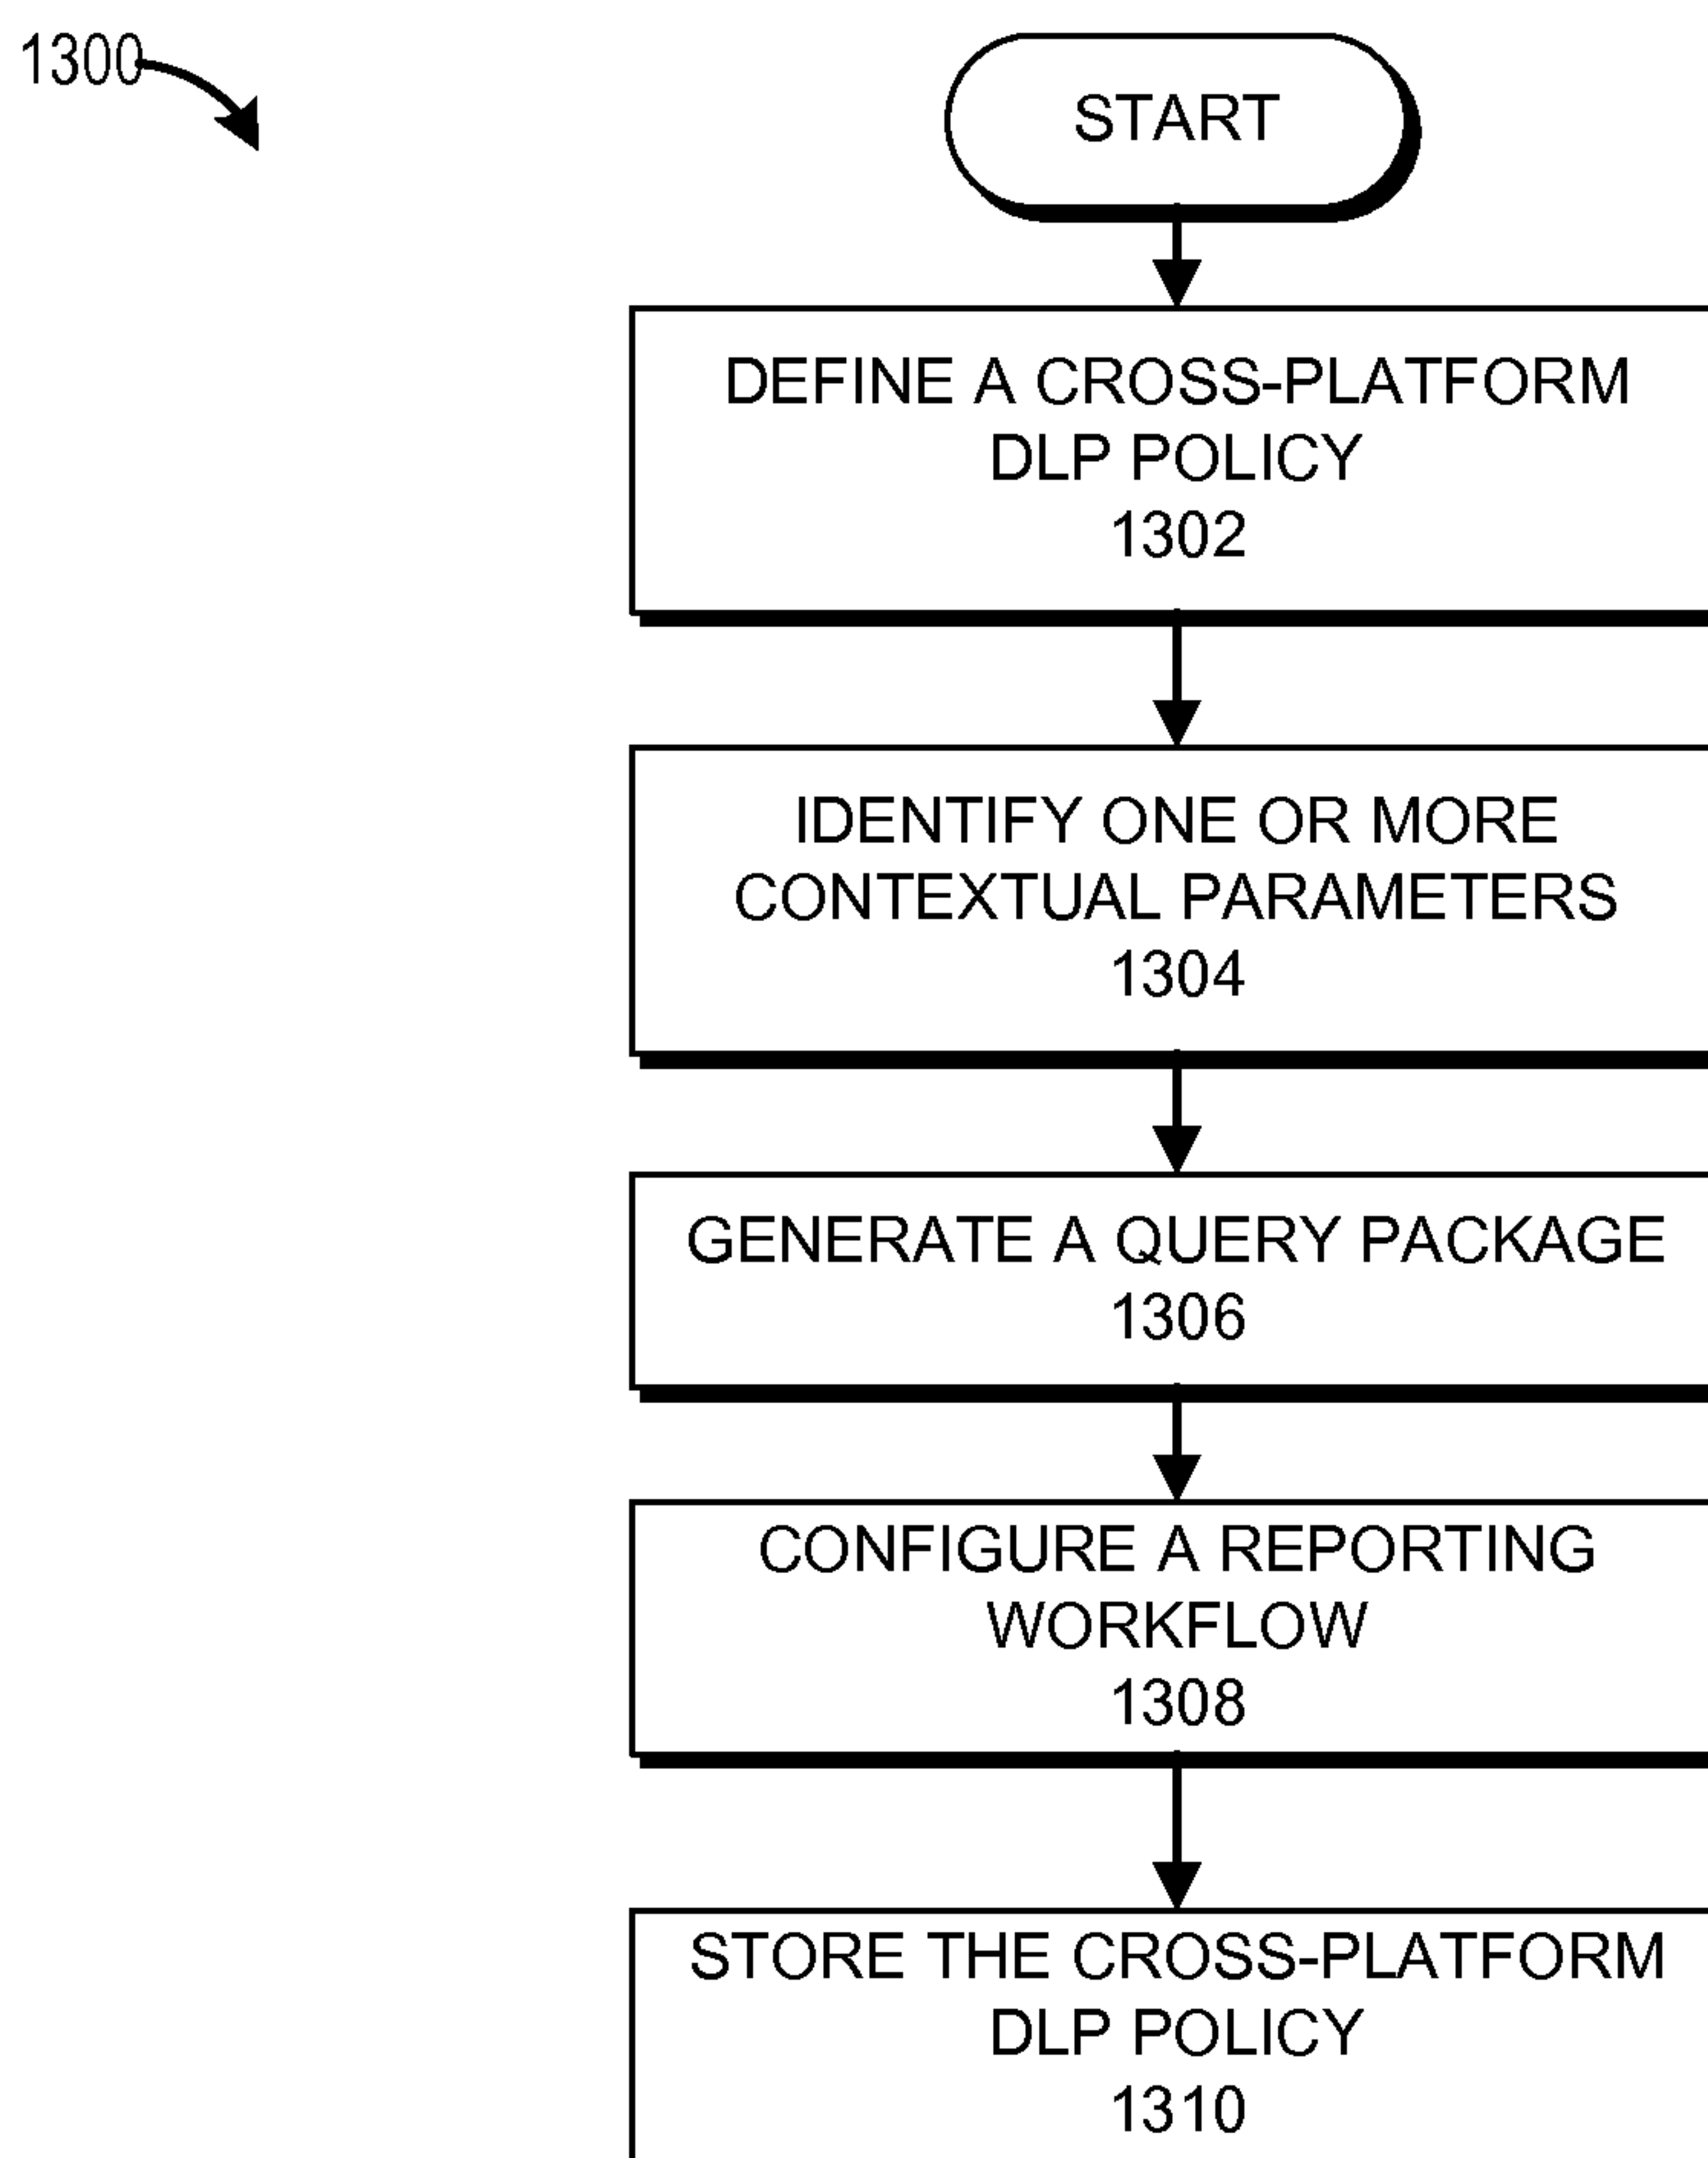 1300
START
DEFINE A CROSS-PLATFORM
DLP POLICY
1302
IDENTIFY ONE OR MORE
CONTEXTUAL PARAMETERS
1304
GENERATE A QUERY PACKAGE
1306
CONFIGURE A REPORTING
WORKFLOW
1308
STORE THE CROSS-PLATFORM
DLP POLICY
1310